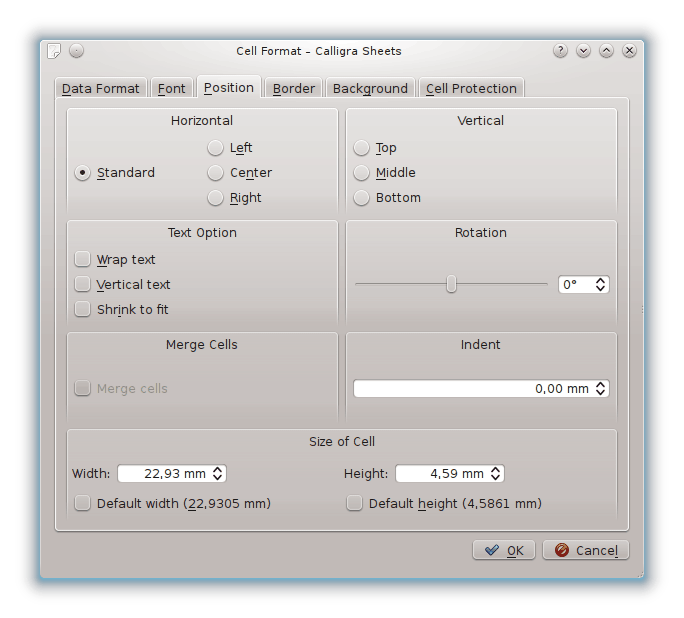 Cell Format – Calligra Sheets
Data Format Font Position Border Background Cell Protection
Horizontal
Left
Standard
Center
Right
Vertical
Top
Middle
Bottom
Text Option
Wrap text
Vertical text
Shrink to fit
Rotation
0°
Merge Cells
Merge cells
Indent
0,00 mm
Size of Cell
Width: 22,93 mm Height: 4,59 mm
Default width (22,9305 mm) Default height (4,5861 mm)
OK Cancel